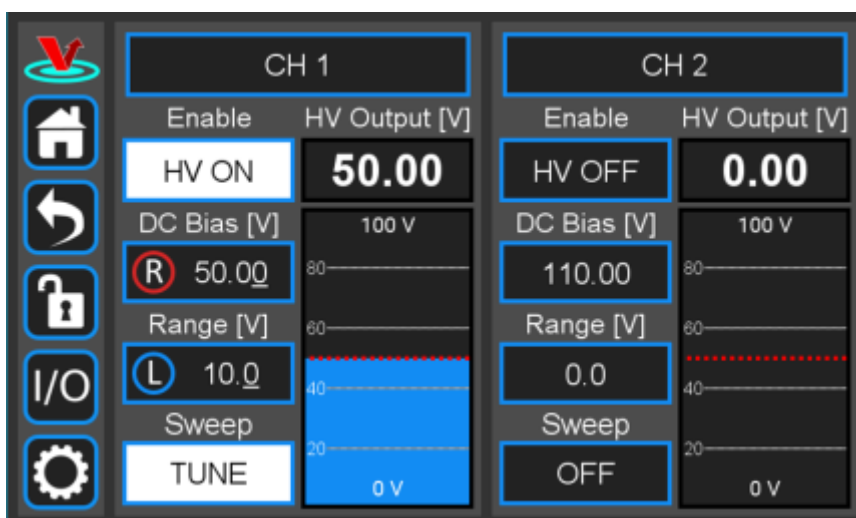 CH 1
Enable HV Output [V]
HV ON 50.00
DC Bias [V] 100 V
R 50.00 80
Range [V] 60
L 10.0 40
Sweep 20
TUNE 0 V
CH 2
Enable HV Output [V]
HV OFF 0.00
DC Bias [V] 100 V
110.00 80
Range [V] 60
0.0 40
Sweep 20
OFF 0 V
I/O